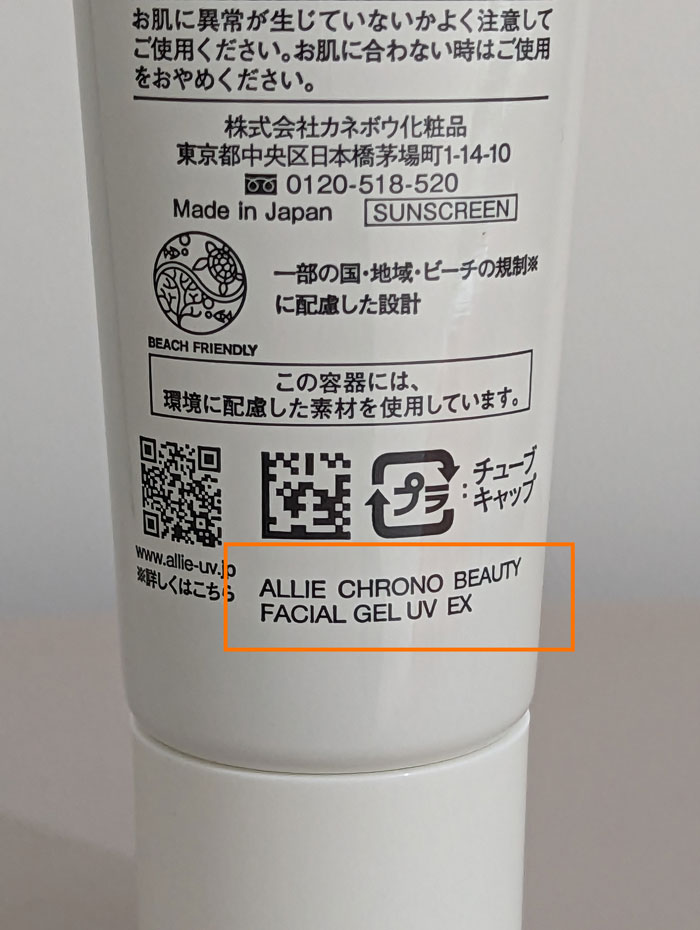 お肌に異常が生じていないかよく注意して
ご使用ください。お肌に合わない時はご使用
をおやめください。
株式会社カネボウ化粧品
東京都中央区日本橋茅場町1-14-10
0120-518-520
Made in Japan SUNSCREEN
一部の国・地域・ビーチの規制※
に配慮した設計
BEACH FRIENDLY
この容器には、
環境に配慮した素材を使用しています。
プラ:チューブ
キャップ
www.allie-uv.jp
※詳しくはこちら
ALLIE CHRONO BEAUTY
FACIAL GEL UV EX